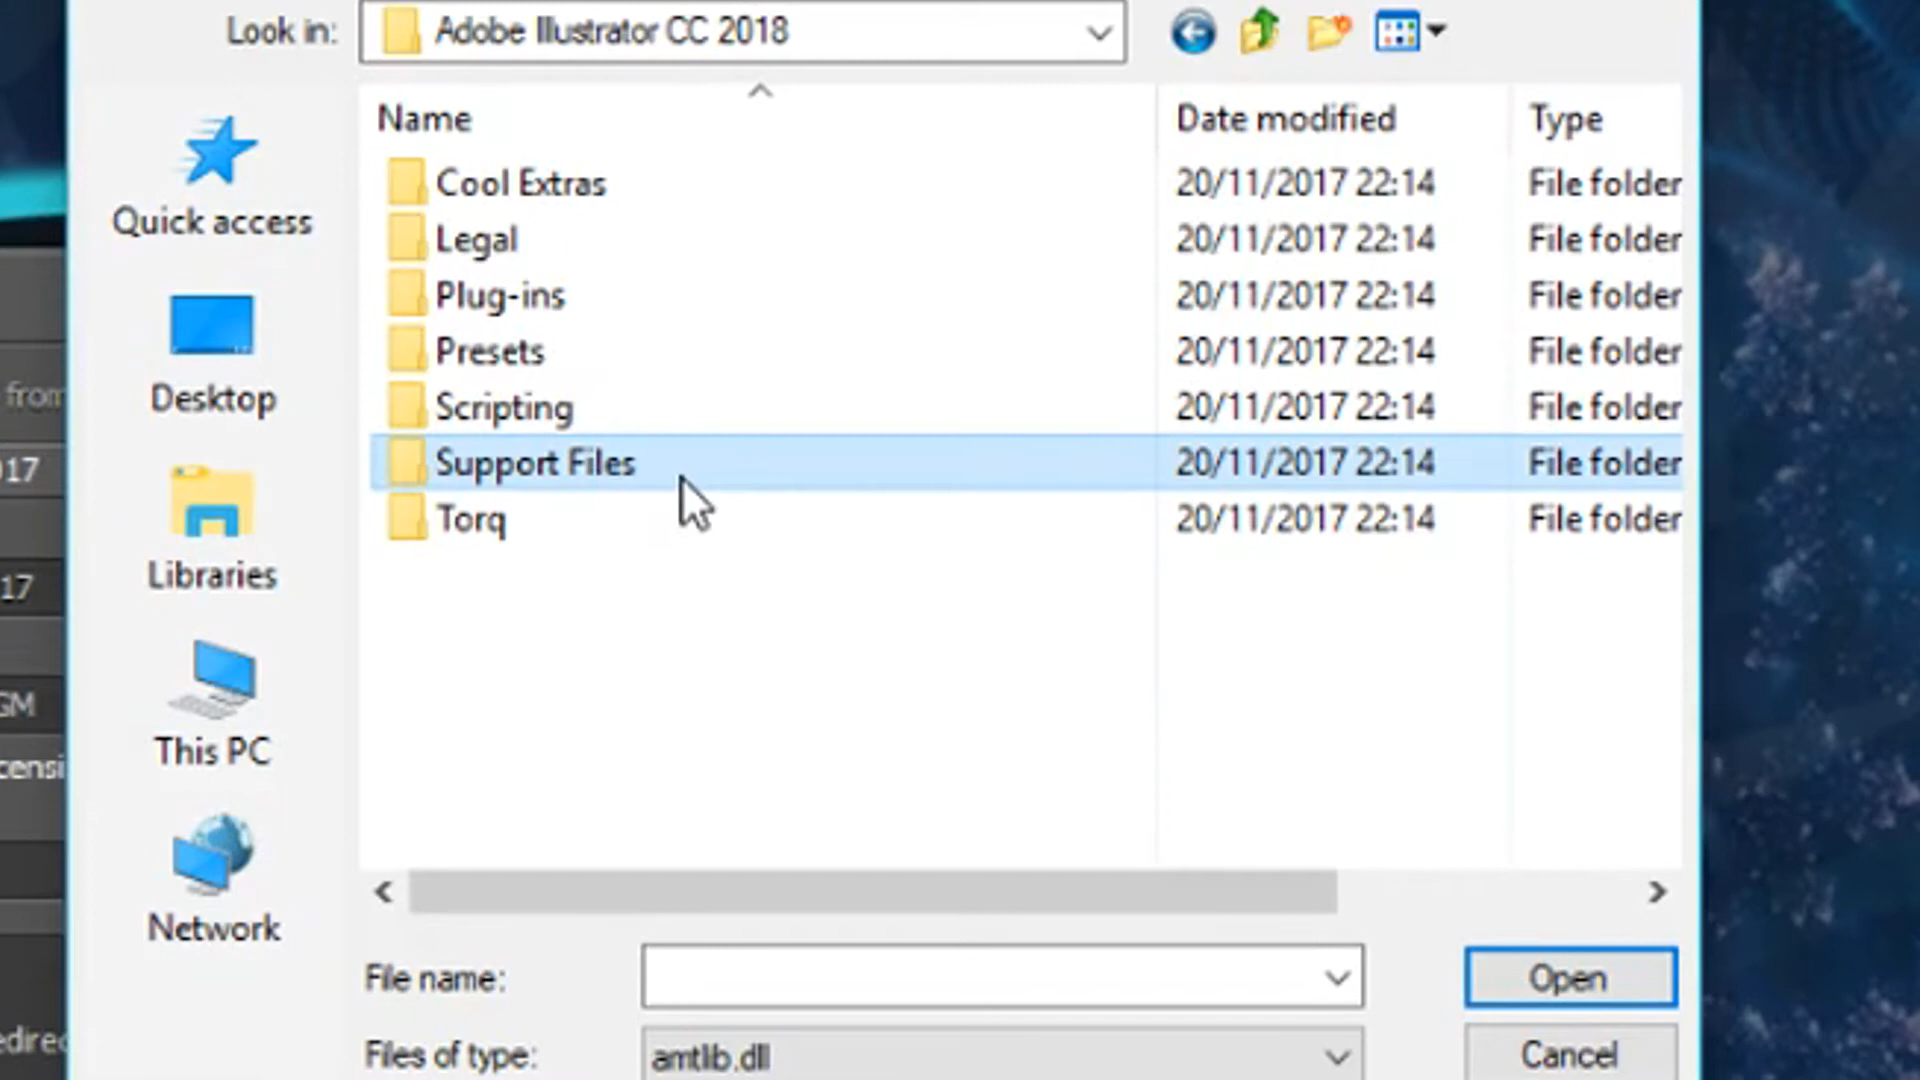 Look in: Adobe Illustrator CC 2018
Name Date modified Type
Cool Extras 20/11/2017 22:14 File folder
Legal 20/11/2017 22:14 File folder
Plug-ins 20/11/2017 22:14 File folder
Presets 20/11/2017 22:14 File folder
Scripting 20/11/2017 22:14 File folder
Support Files 20/11/2017 22:14 File folder
Torq 20/11/2017 22:14 File folder
Quick access
Desktop
Libraries
This PC
Network
from
017
17
GM
censi
edirec
File name:
Open
Files of type: amtlib.dll
Cancel